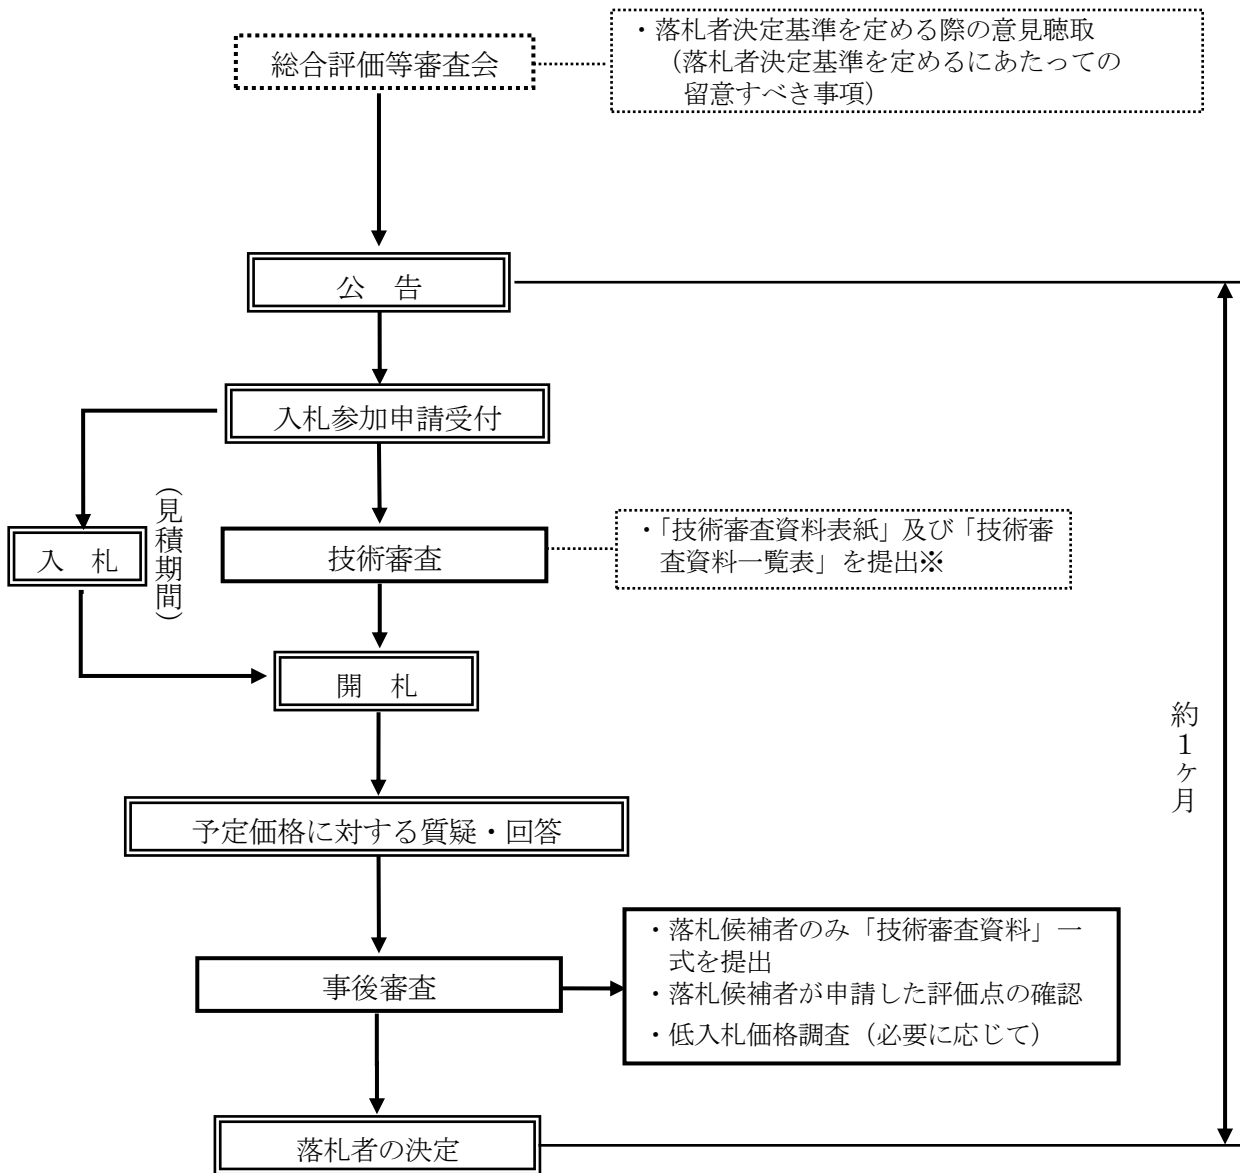 総合評価等審査会
・落札者決定基準を定める際の意見聴取
（落札者決定基準を定めるにあたっての
留意すべき事項）
公　告
入札参加申請受付
入　札
（見積期間）
技術審査
・「技術審査資料表紙」及び「技術審
査資料一覧表」を提出※
開　札
約１ヶ月
予定価格に対する質疑・回答
事後審査
・落札候補者のみ「技術審査資料」一
式を提出
・落札候補者が申請した評価点の確認
・低入札価格調査（必要に応じて）
落札者の決定